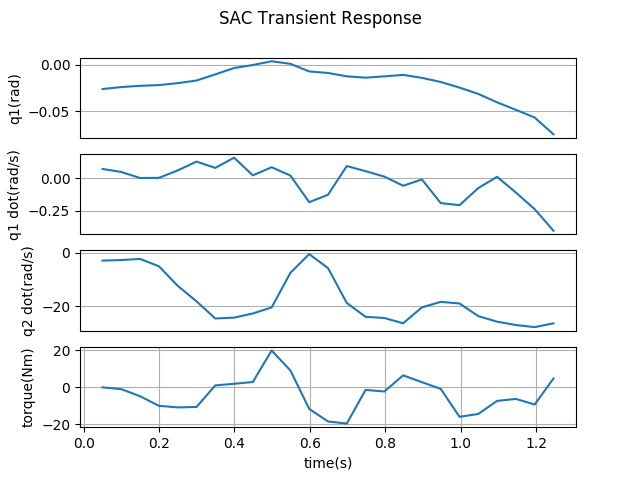 SAC Transient Response
q1(rad)
0.00
−0.05
q1 dot(rad/s)
0.00
−0.25
q2 dot(rad/s)
0
−20
torque(Nm)
20
0
−20
0.0 0.2 0.4 0.6 0.8 1.0 1.2
time(s)